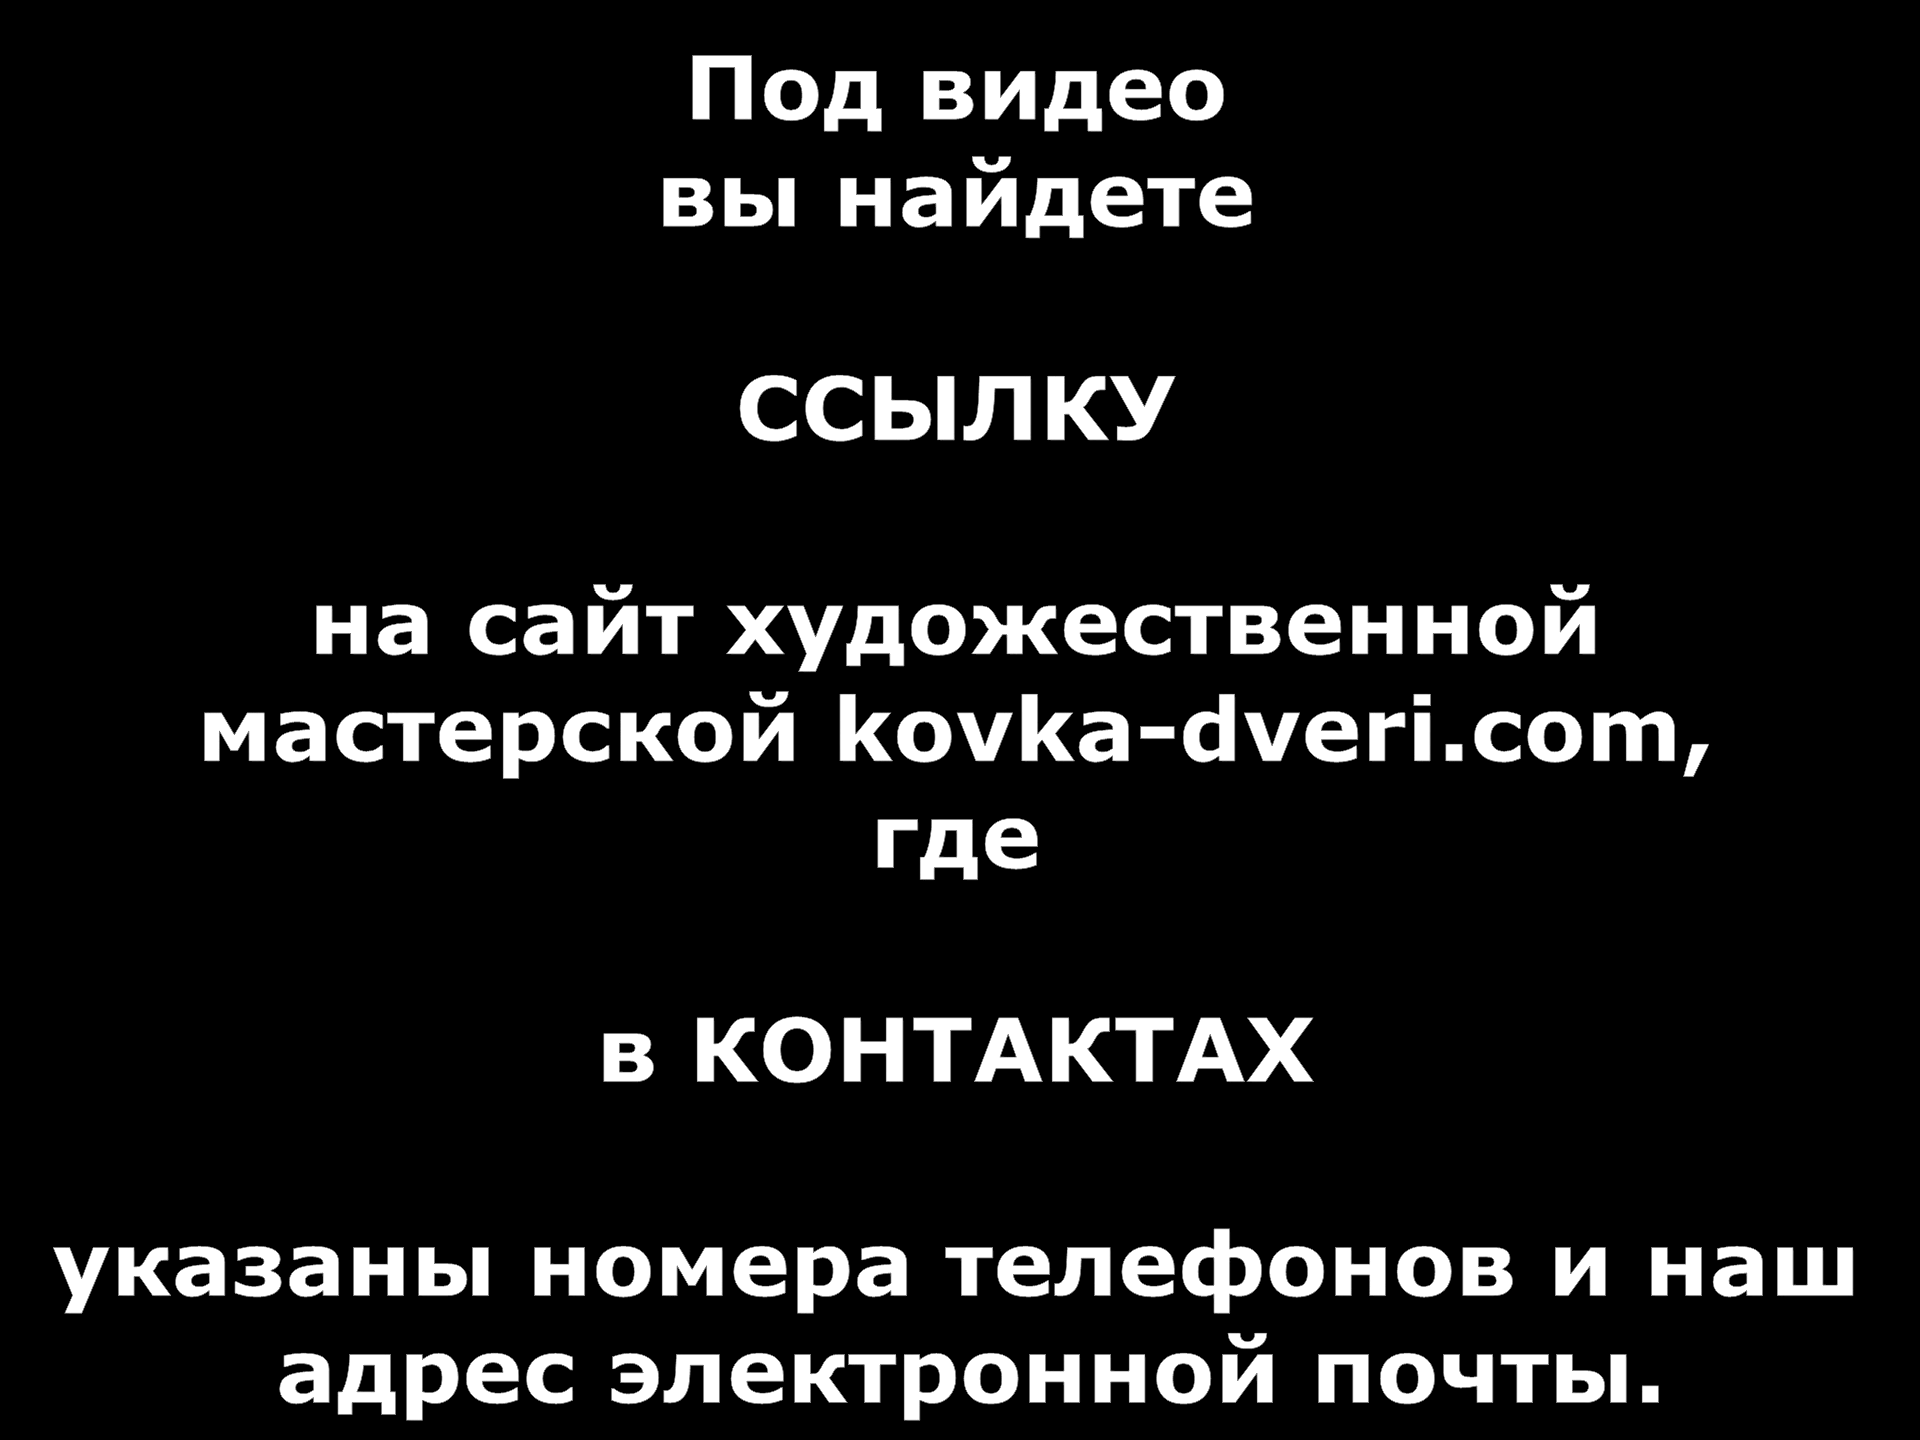 Под видео
вы найдете
ССЫЛКУ
на сайт художественной
мастерской kovka-dveri.com,
где
в КОНТАКТАХ
указаны номера телефонов и наш
адрес электронной почты.